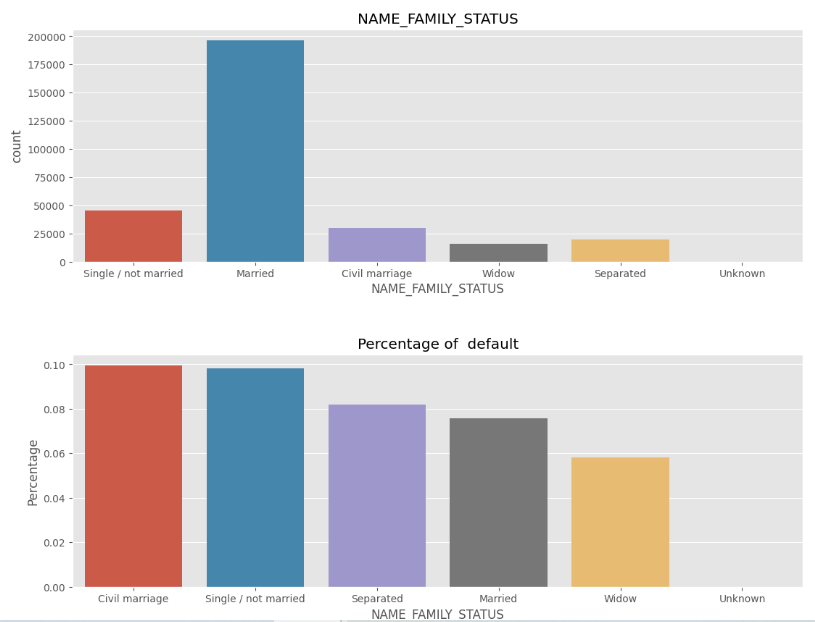 NAME_FAMILY_STATUS
200000
175000
150000
125000
100000
75000
50000
25000
0
count
Single / not married Married Civil marriage Widow Separated Unknown
NAME_FAMILY_STATUS
Percentage of  default
0.10
0.08
0.06
0.04
0.02
0.00
Percentage
Civil marriage Single / not married Separated Married Widow Unknown
NAME_FAMILY_STATUS